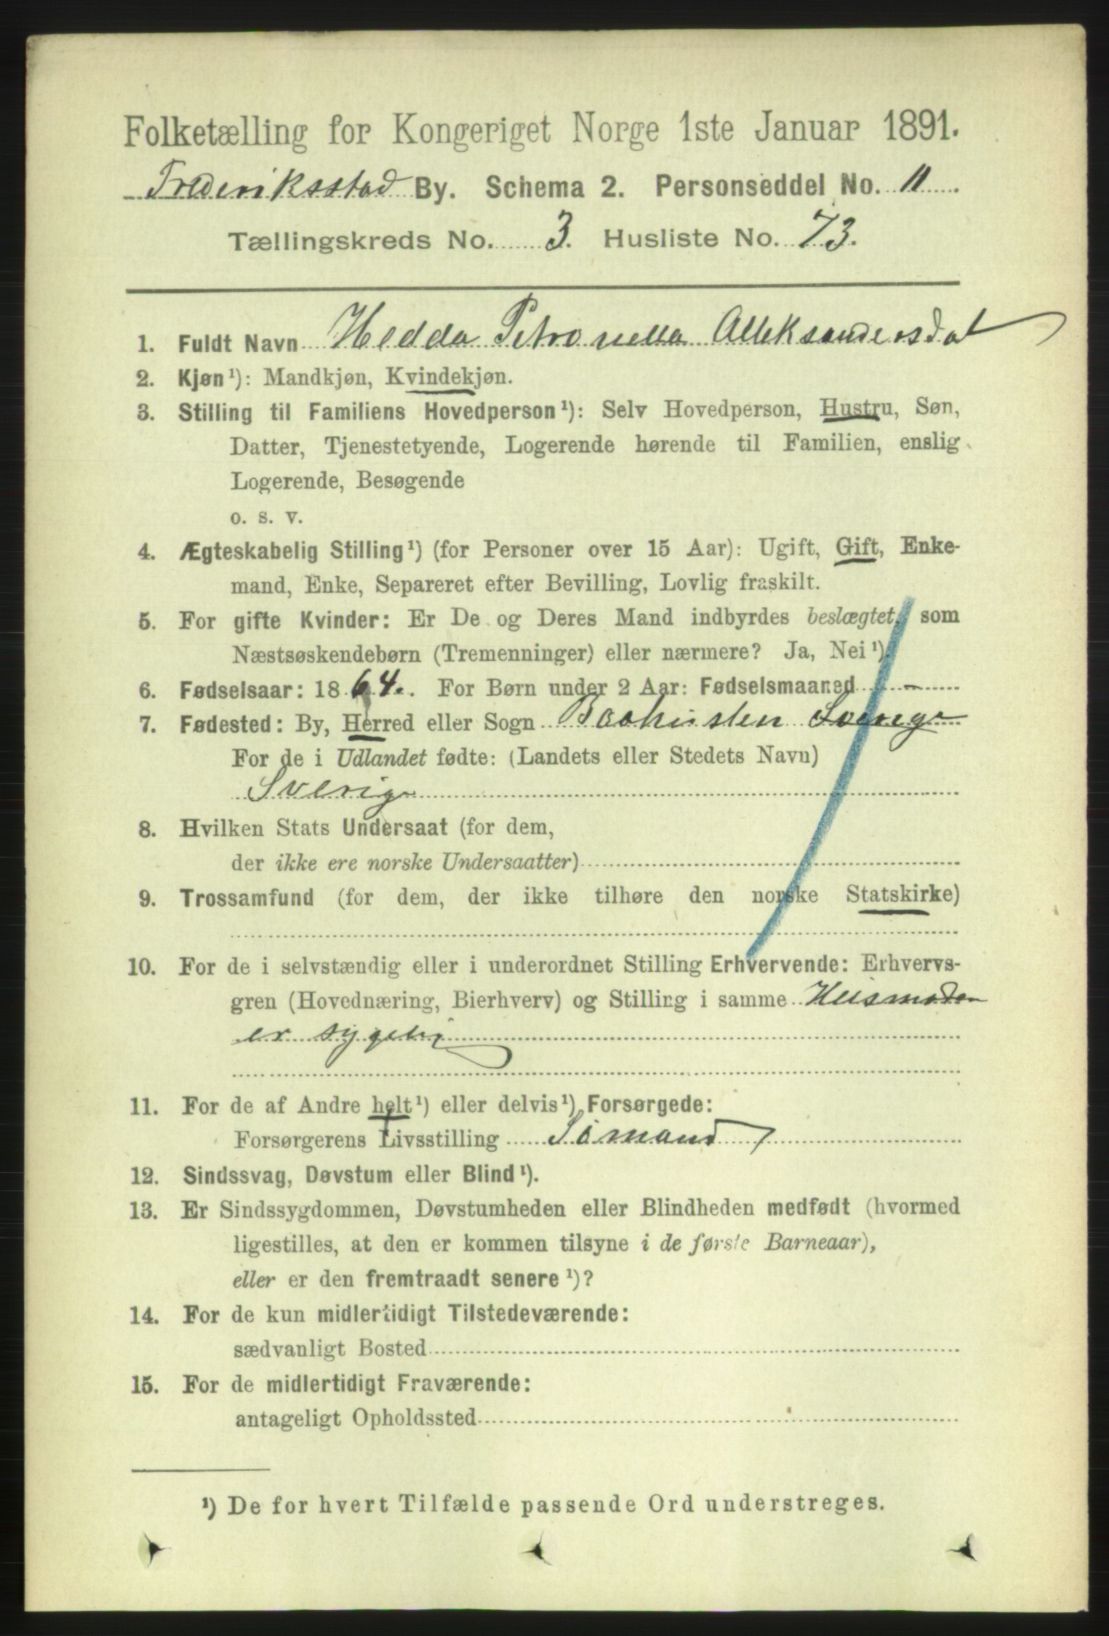 Folketælling for Kongeriget Norge 1ste Januar 1891.
Frederiksstad By. Schema 2. Personseddel No. 11
Tællingskreds No. 3. Husliste No. 73.
1. Fuldt Navn Hedda Petronella Alleksandersdat
2. Kjøn¹): Mandkjøn, Kvindekjøn.
3. Stilling til Familiens Hovedperson¹): Selv Hovedperson, Hustru, Søn,
Datter, Tjenestetyende, Logerende hørende til Familien, enslig
Logerende, Besøgende
o. s. v.
4. Ægteskabelig Stilling¹) (for Personer over 15 Aar): Ugift, Gift, Enke-
mand, Enke, Separeret efter Bevilling, Lovlig fraskilt.
5. For gifte Kvinder: Er De og Deres Mand indbyrdes beslægtet, som
Næstsøskendebørn (Tremenninger) eller nærmere? Ja, Nei¹).
6. Fødselsaar: 1864. For Børn under 2 Aar: Fødselsmaaned –
7. Fødested: By, Herred eller Sogn Baahuslen Sverige
For de i Udlandet fødte: (Landets eller Stedets Navn)
Sverige
8. Hvilken Stats Undersaat (for dem,
der ikke ere norske Undersaatter)
9. Trossamfund (for dem, der ikke tilhøre den norske Statskirke)
10. For de i selvstændig eller i underordnet Stilling Erhvervende: Erhvervs-
gren (Hovednæring, Bierhverv) og Stilling i samme Husmoder
er sygelig
11. For de af Andre helt¹) eller delvis¹) Forsørgede:
Forsørgerens Livsstilling Sömand
12. Sindssvag, Døvstum eller Blind¹).
13. Er Sindssygdommen, Døvstumheden eller Blindheden medfødt (hvormed
ligestilles, at den er kommen tilsyne i de første Barneaar),
eller er den fremtraadt senere¹)?
14. For de kun midlertidigt Tilstedeværende:
sædvanligt Bosted
15. For de midlertidigt Fraværende:
antageligt Opholdssted
¹) De for hvert Tilfælde passende Ord understreges.